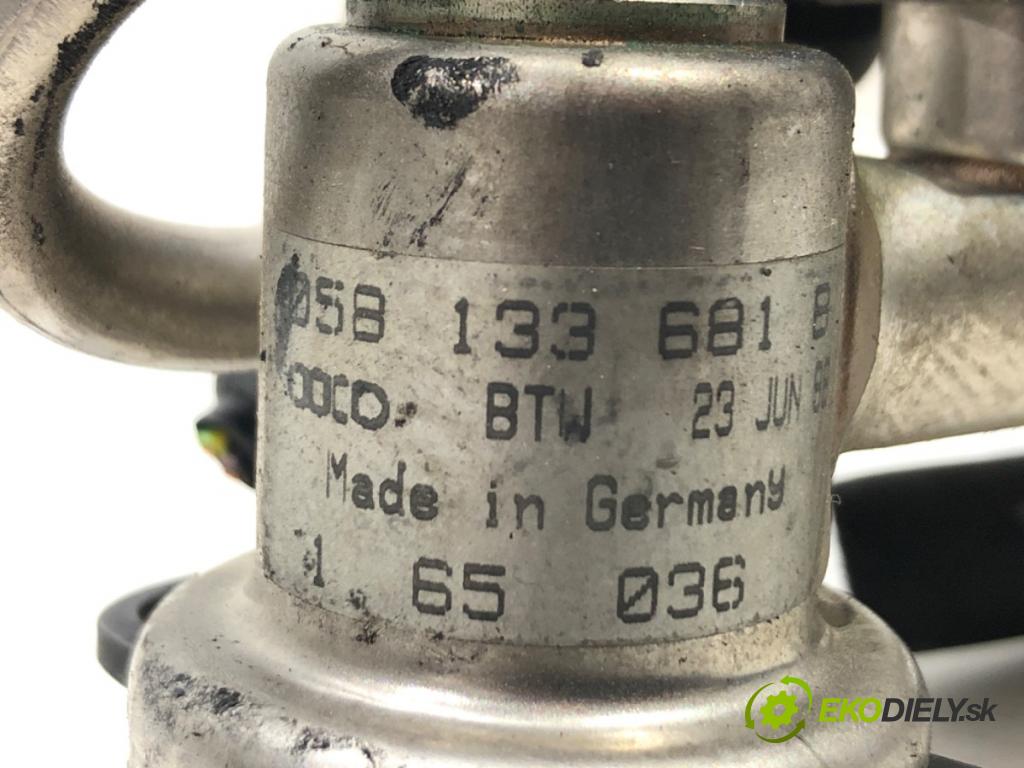 058 133 681 B
BTW 23 JUN
Made in Germany
1 65 036
EKODIELY.sk